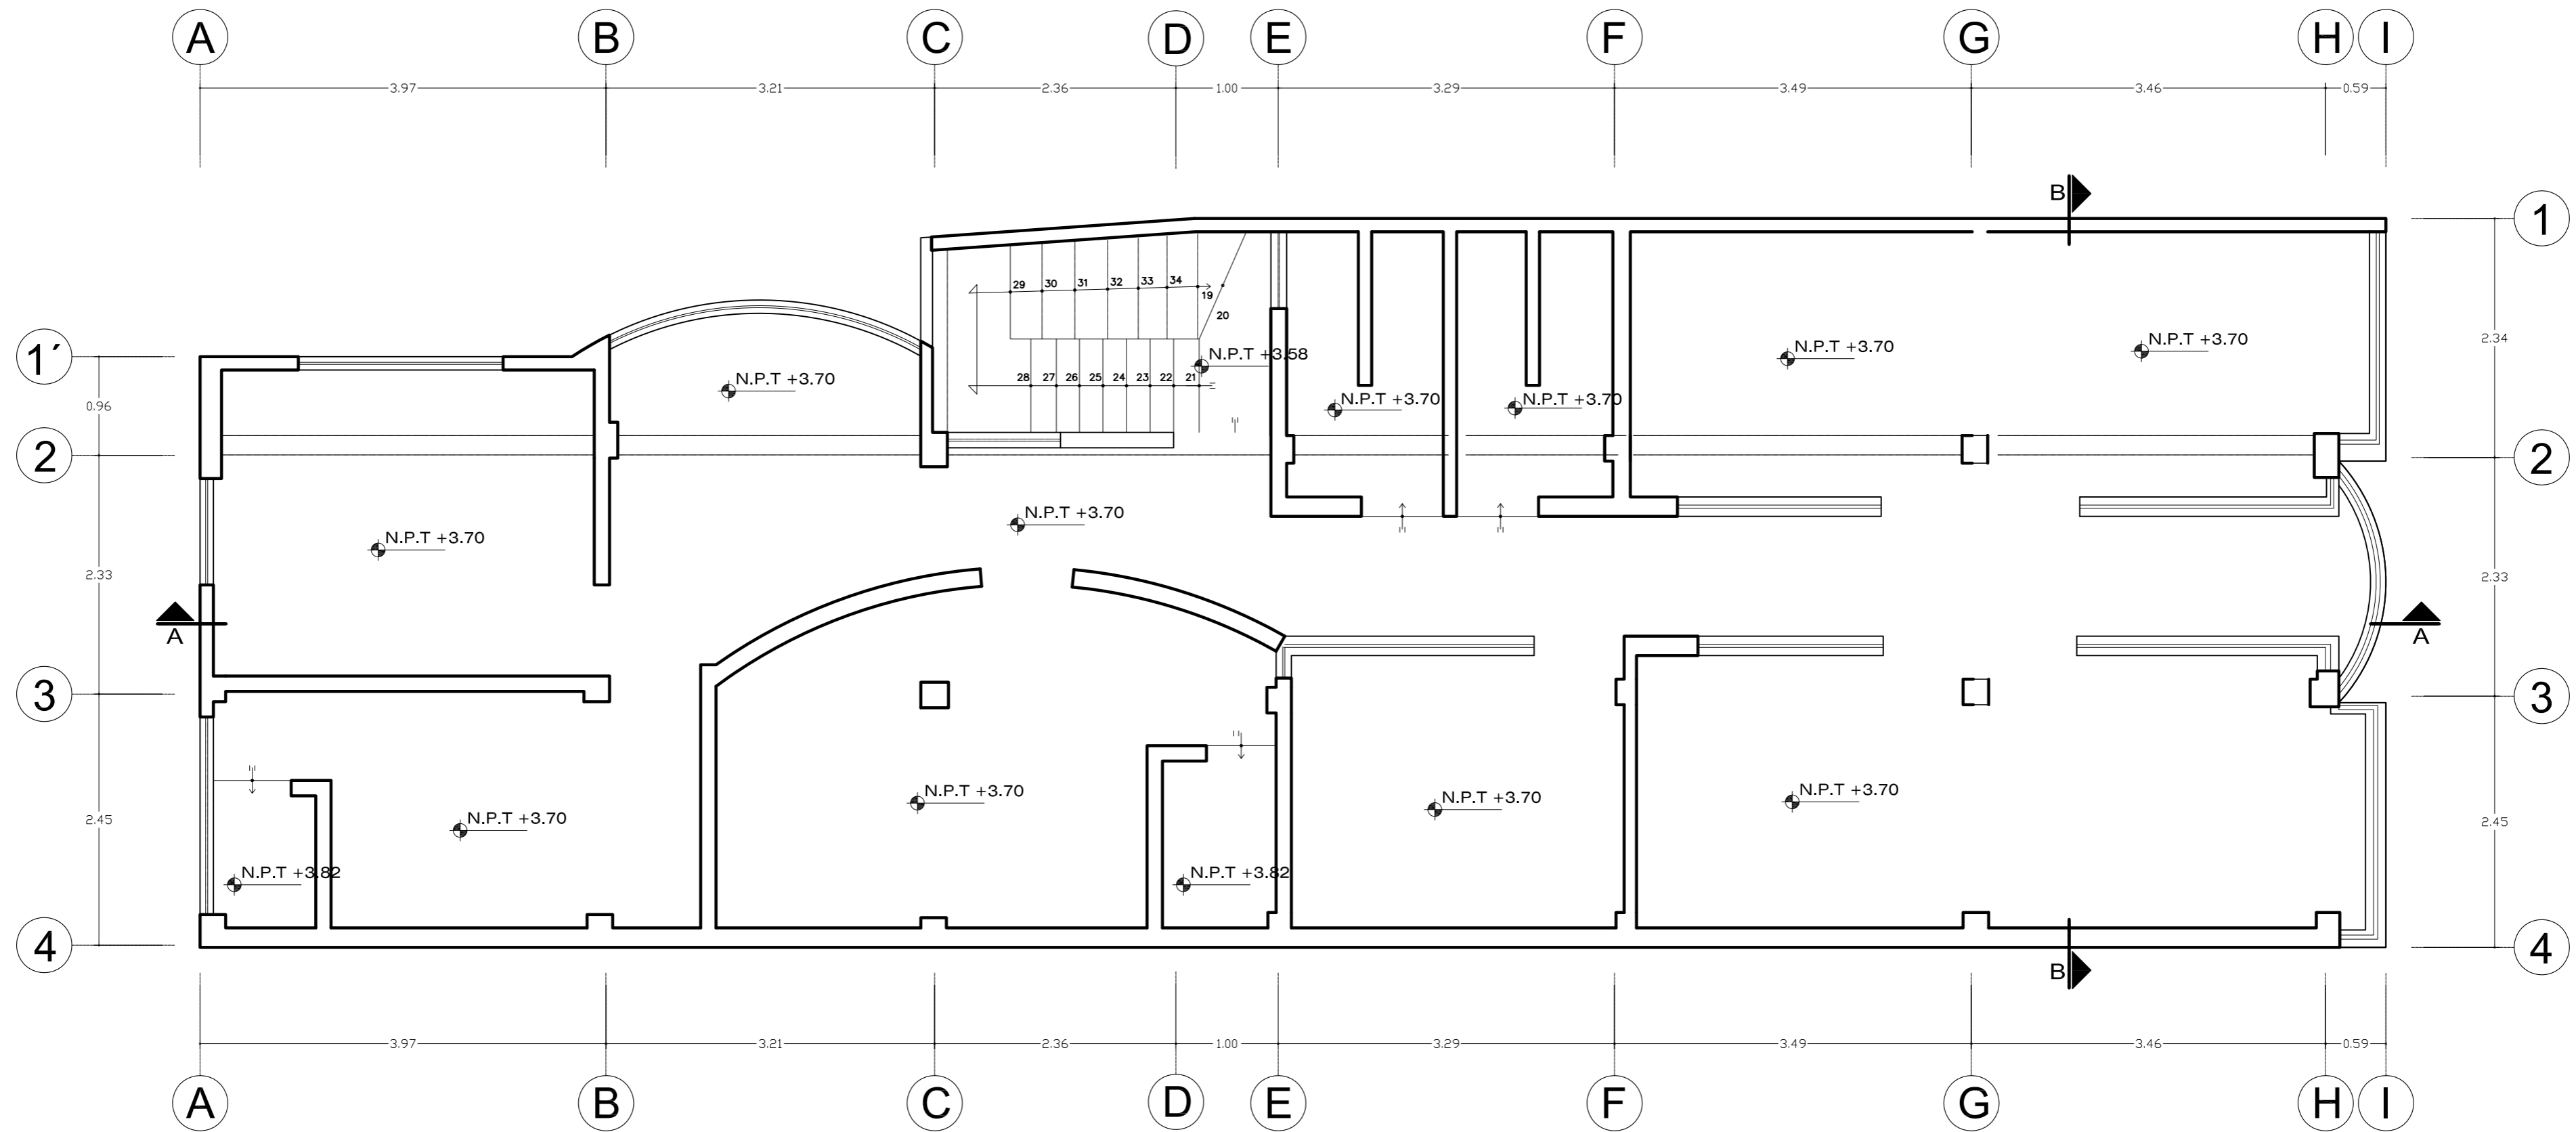 A B C D E F G H I
3.97 3.21 2.36 1.00 3.29 3.49 3.46 0.59
B
1
1
29 30 31 32 33 34
19
20
1´
2.34
N.P.T +3.58
N.P.T +3.70
N.P.T +3.70
N.P.T +3.70
28 27 26 25 24 23 22 21
0.96
N.P.T +3.70
N.P.T +3.70
2
2
N.P.T +3.70
N.P.T +3.70
2.33
2.33
A
A
3
3
N.P.T +3.70
N.P.T +3.70
N.P.T +3.70
N.P.T +3.70
2.45
2.45
N.P.T +3.82
N.P.T +3.82
4
4
B
3.97 3.21 2.36 1.00 3.29 3.49 3.46 0.59
A B C D E F G H I